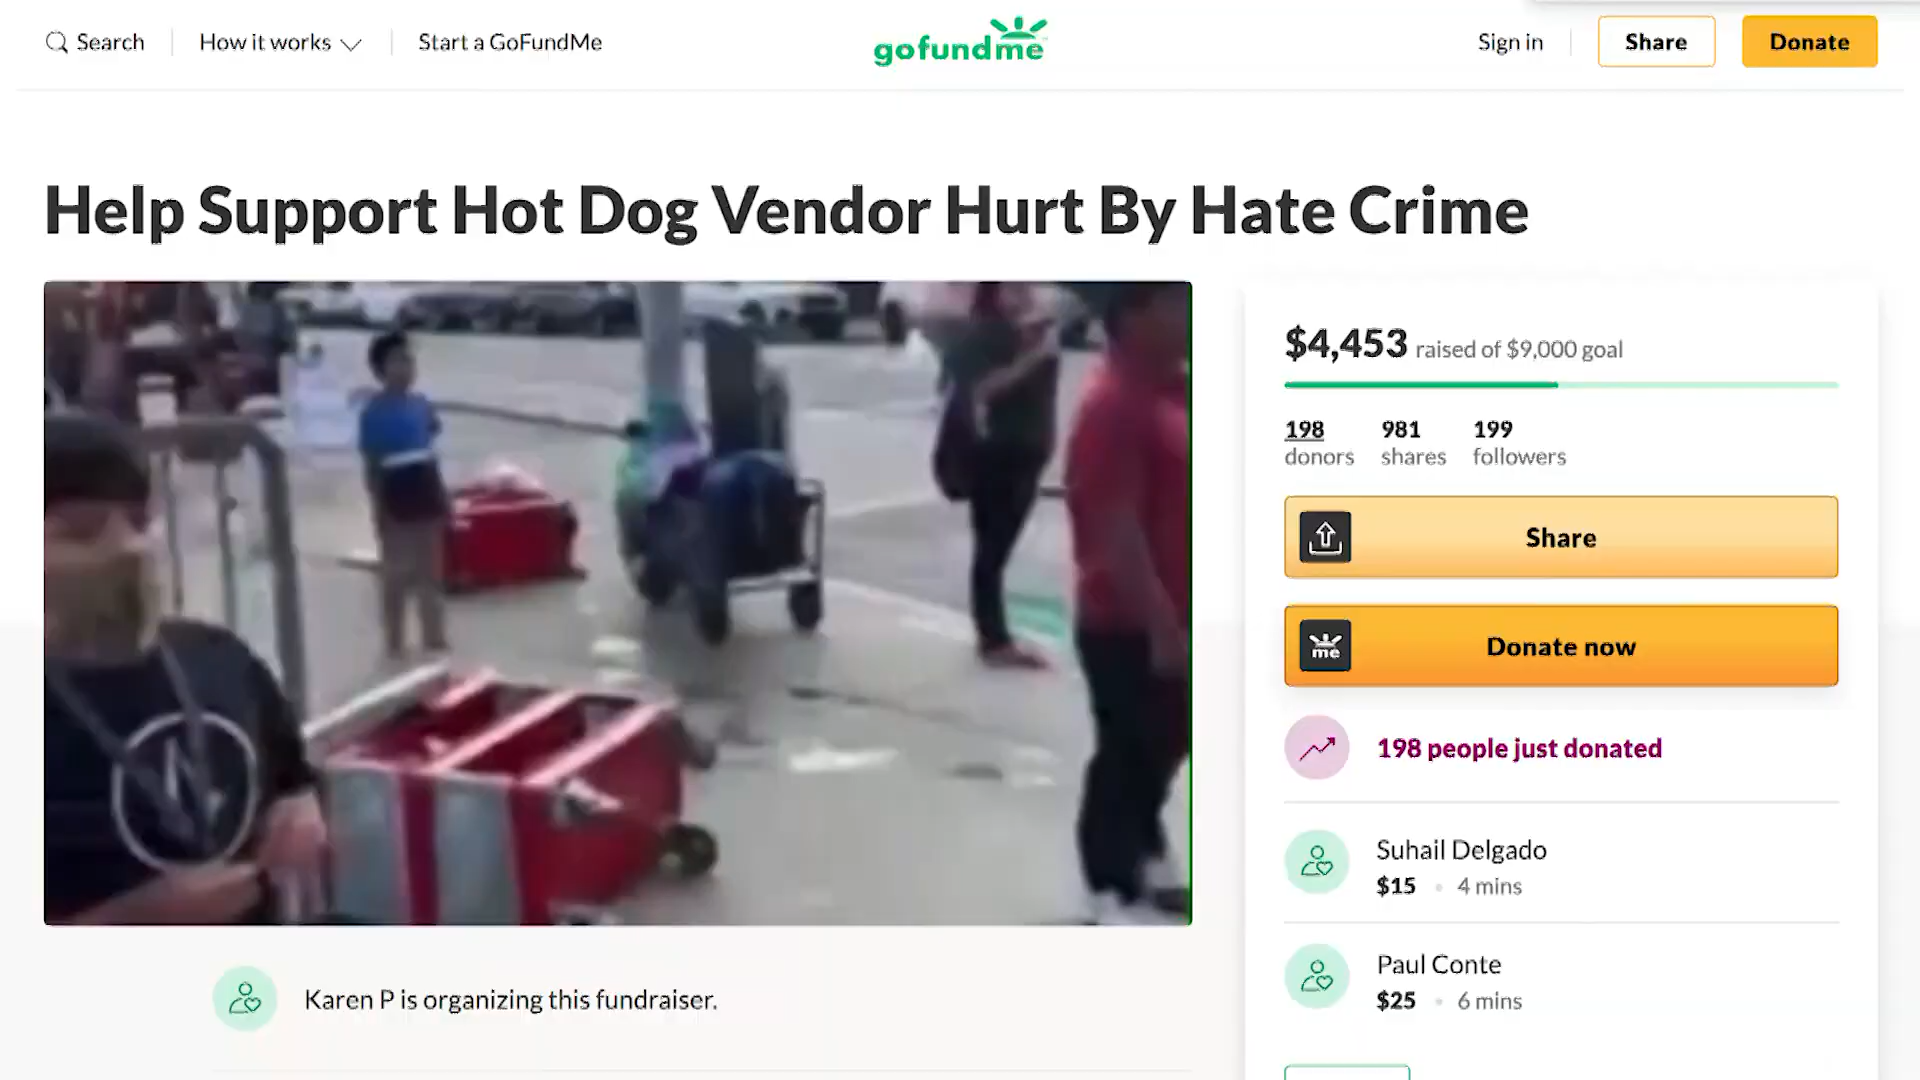 Search
How it works
Start a GoFundMe
gofundme
Sign in
Share
Donate
Help Support Hot Dog Vendor Hurt By Hate Crime
$4,453 raised of $9,000 goal
198 donors
981 shares
199 followers
Share
me
Donate now
198 people just donated
Suhail Delgado
$15 • 4 mins
Paul Conte
$25 • 6 mins
Karen P is organizing this fundraiser.